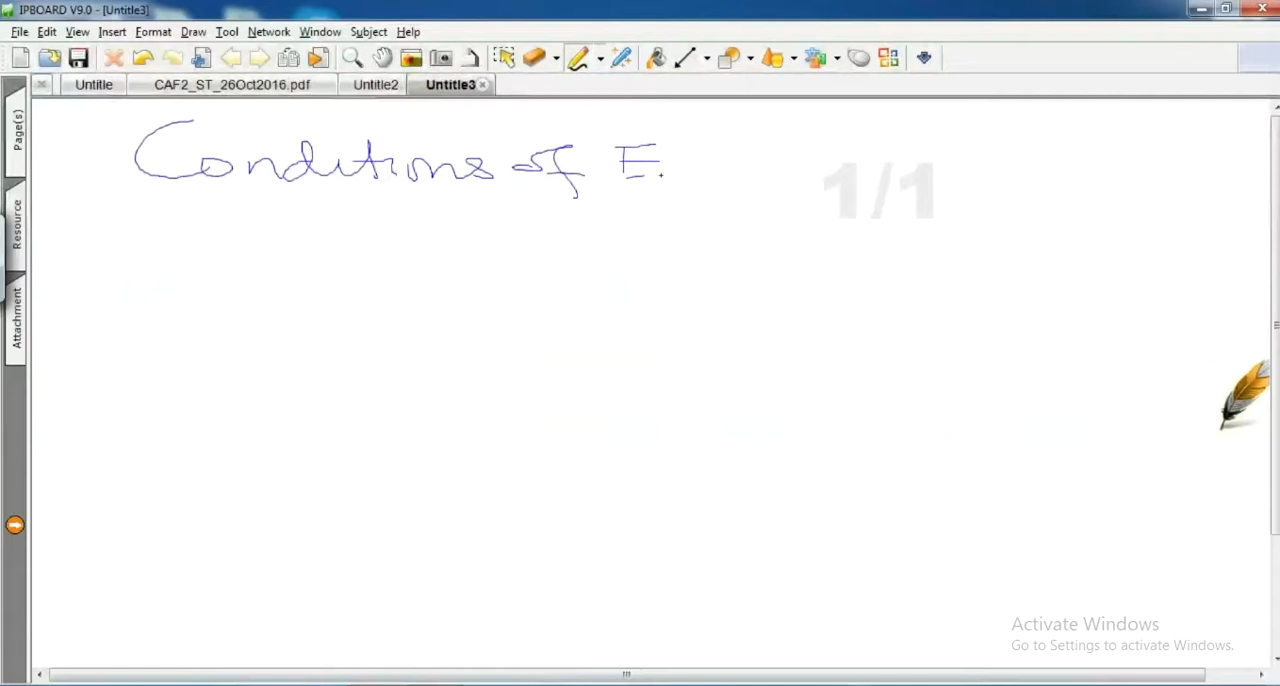 IPBOARD V9.0 - [Untitle3]
File Edit View Insert Format Draw Tool Network Window Subject Help
Untitle CAF2_ST_26Oct2016.pdf Untitle2 Untitle3
Page(s)
Resource
Attachment
Conditions of E.
1/1
Activate Windows
Go to Settings to activate Windows.